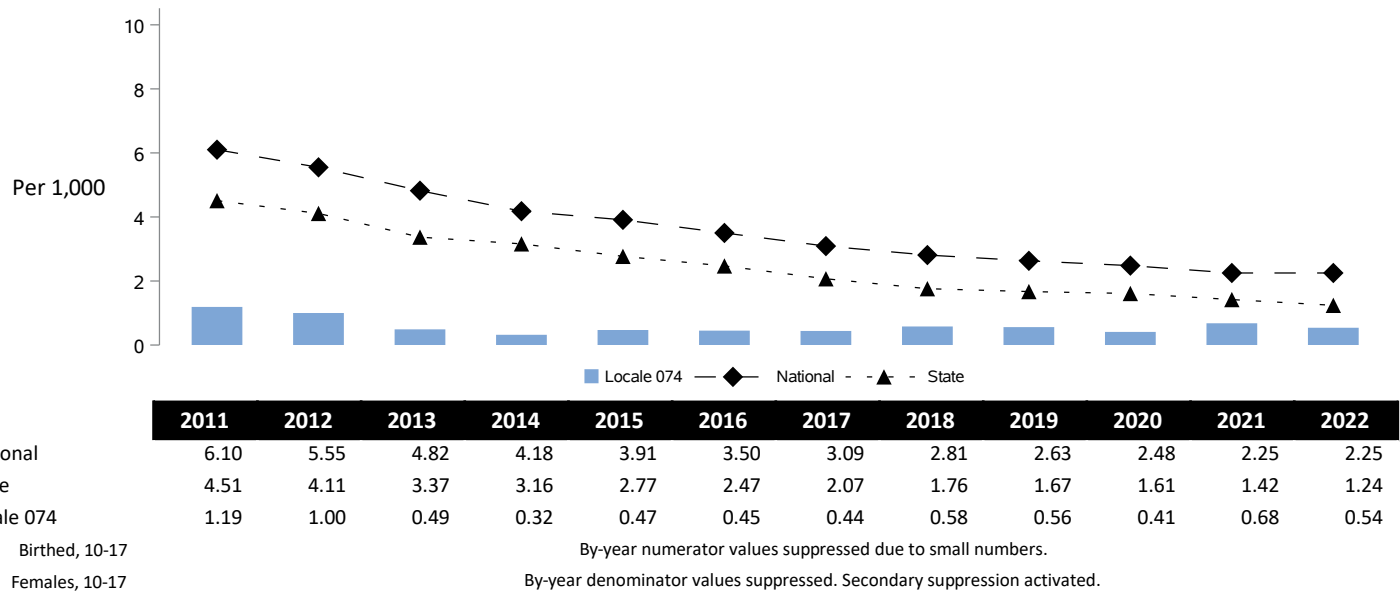 10
8
6
Per 1,000
4
2
0
Locale 074 National State
2011 2012 2013 2014 2015 2016 2017 2018 2019 2020 2021 2022
onal 6.10 5.55 4.82 4.18 3.91 3.50 3.09 2.81 2.63 2.48 2.25 2.25
e 4.51 4.11 3.37 3.16 2.77 2.47 2.07 1.76 1.67 1.61 1.42 1.24
ale 074 1.19 1.00 0.49 0.32 0.47 0.45 0.44 0.58 0.56 0.41 0.68 0.54
Birthed, 10-17 By-year numerator values suppressed due to small numbers.
Females, 10-17 By-year denominator values suppressed. Secondary suppression activated.